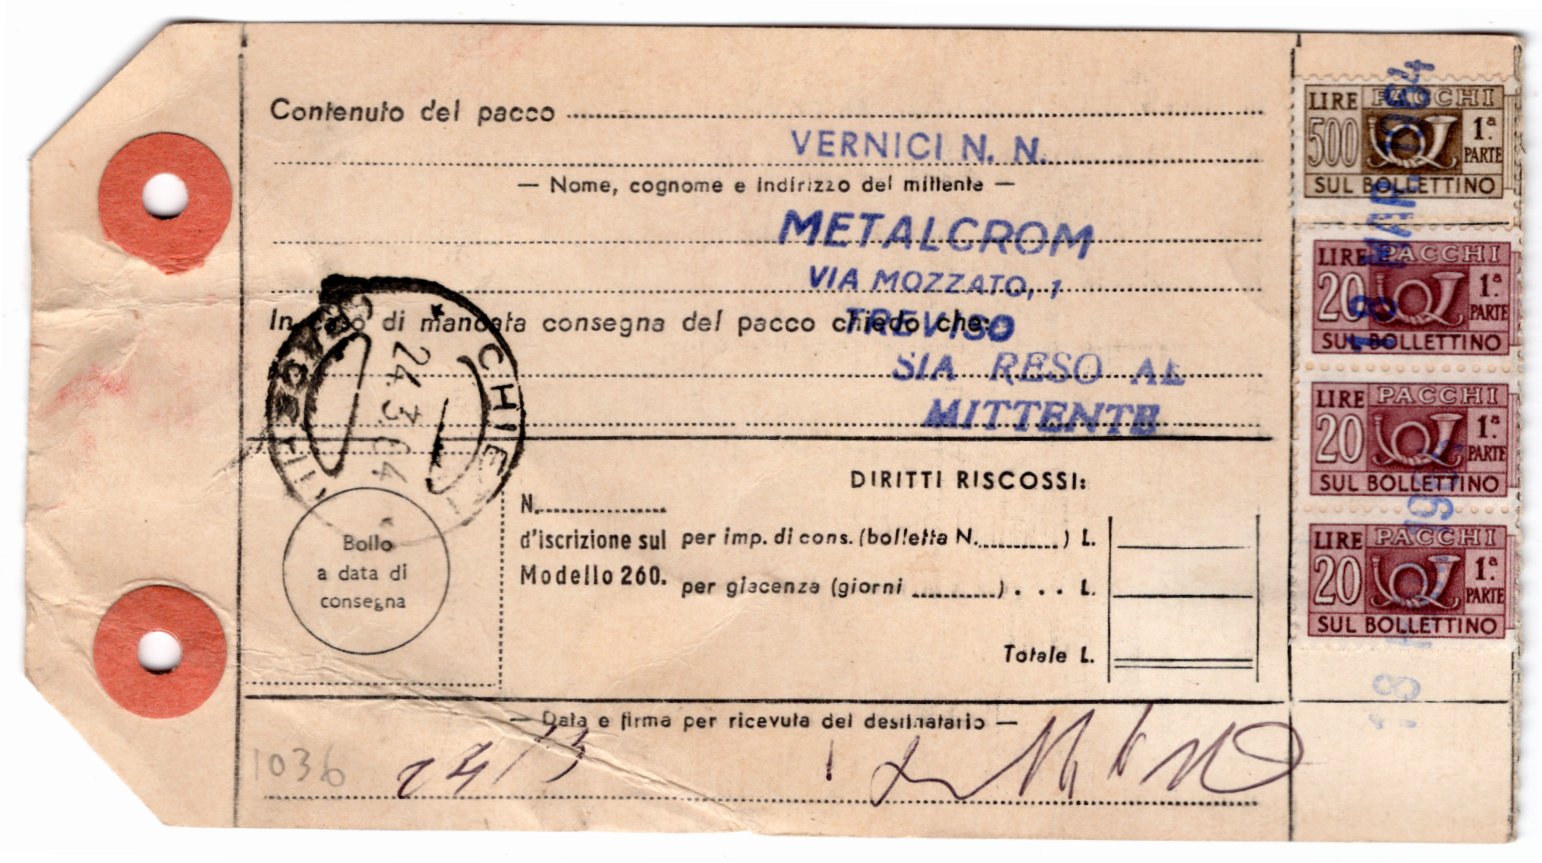 Contenuto del pacco
VERNICI N. N.
— Nome, cognome e indirizzo del mittente —
METALCROM
VIA MOZZATO, 1
In caso di mancata consegna del pacco chiedo che:
TREVISO
SIA RESO AL
MITTENTE
CHIETI
24.3.64
DIRITTI RISCOSSI:
N.
d'iscrizione sul
Modello 260.
per imp. di cons. (bolletta N. ) L.
per giacenza (giorni ) . . . L.
Totale L.
Bollo
a data di
consegna
— Data e firma per ricevuta del destinatario —
24/3
1036
LIRE PACCHI
500 1ª.
PARTE
SUL BOLLETTINO
LIRE PACCHI
20 1ª.
PARTE
SUL BOLLETTINO
LIRE PACCHI
20 1ª.
PARTE
SUL BOLLETTINO
LIRE PACCHI
20 1ª.
PARTE
SUL BOLLETTINO
18 MAR. 1964